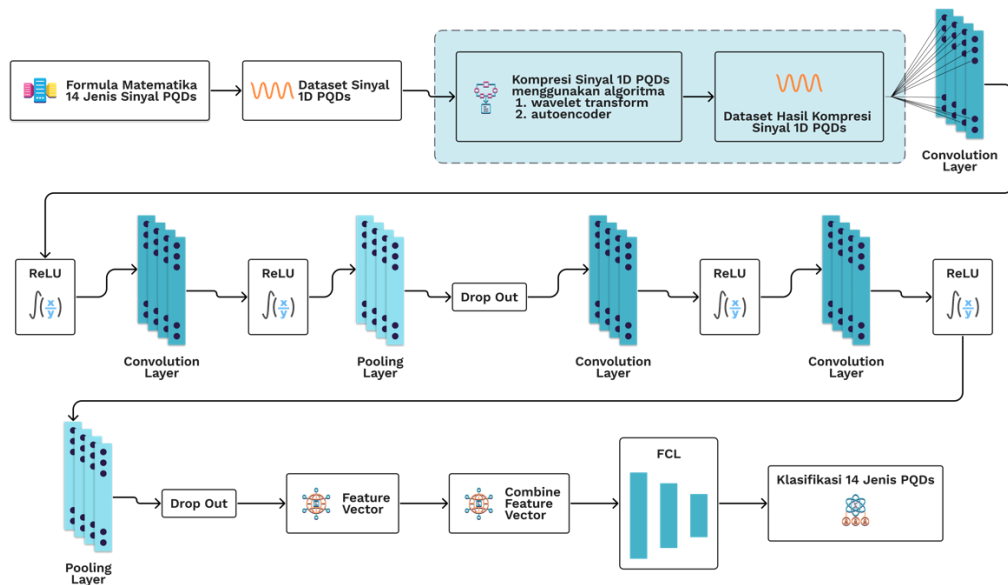 Formula Matematika
14 Jenis Sinyal PQDs
Dataset Sinyal
1D PQDs
Kompresi Sinyal 1D PQDs
menggunakan algoritma
1. wavelet transform
2. autoencoder
Dataset Hasil Kompresi
Sinyal 1D PQDs
Convolution
Layer
ReLU
∫(x/y)
Convolution
Layer
ReLU
∫(x/y)
Pooling
Layer
Drop Out
Convolution
Layer
ReLU
∫(x/y)
Convolution
Layer
ReLU
∫(x/y)
Pooling
Layer
Drop Out
Feature
Vector
Combine
Feature
Vector
FCL
Klasifikasi 14 Jenis PQDs